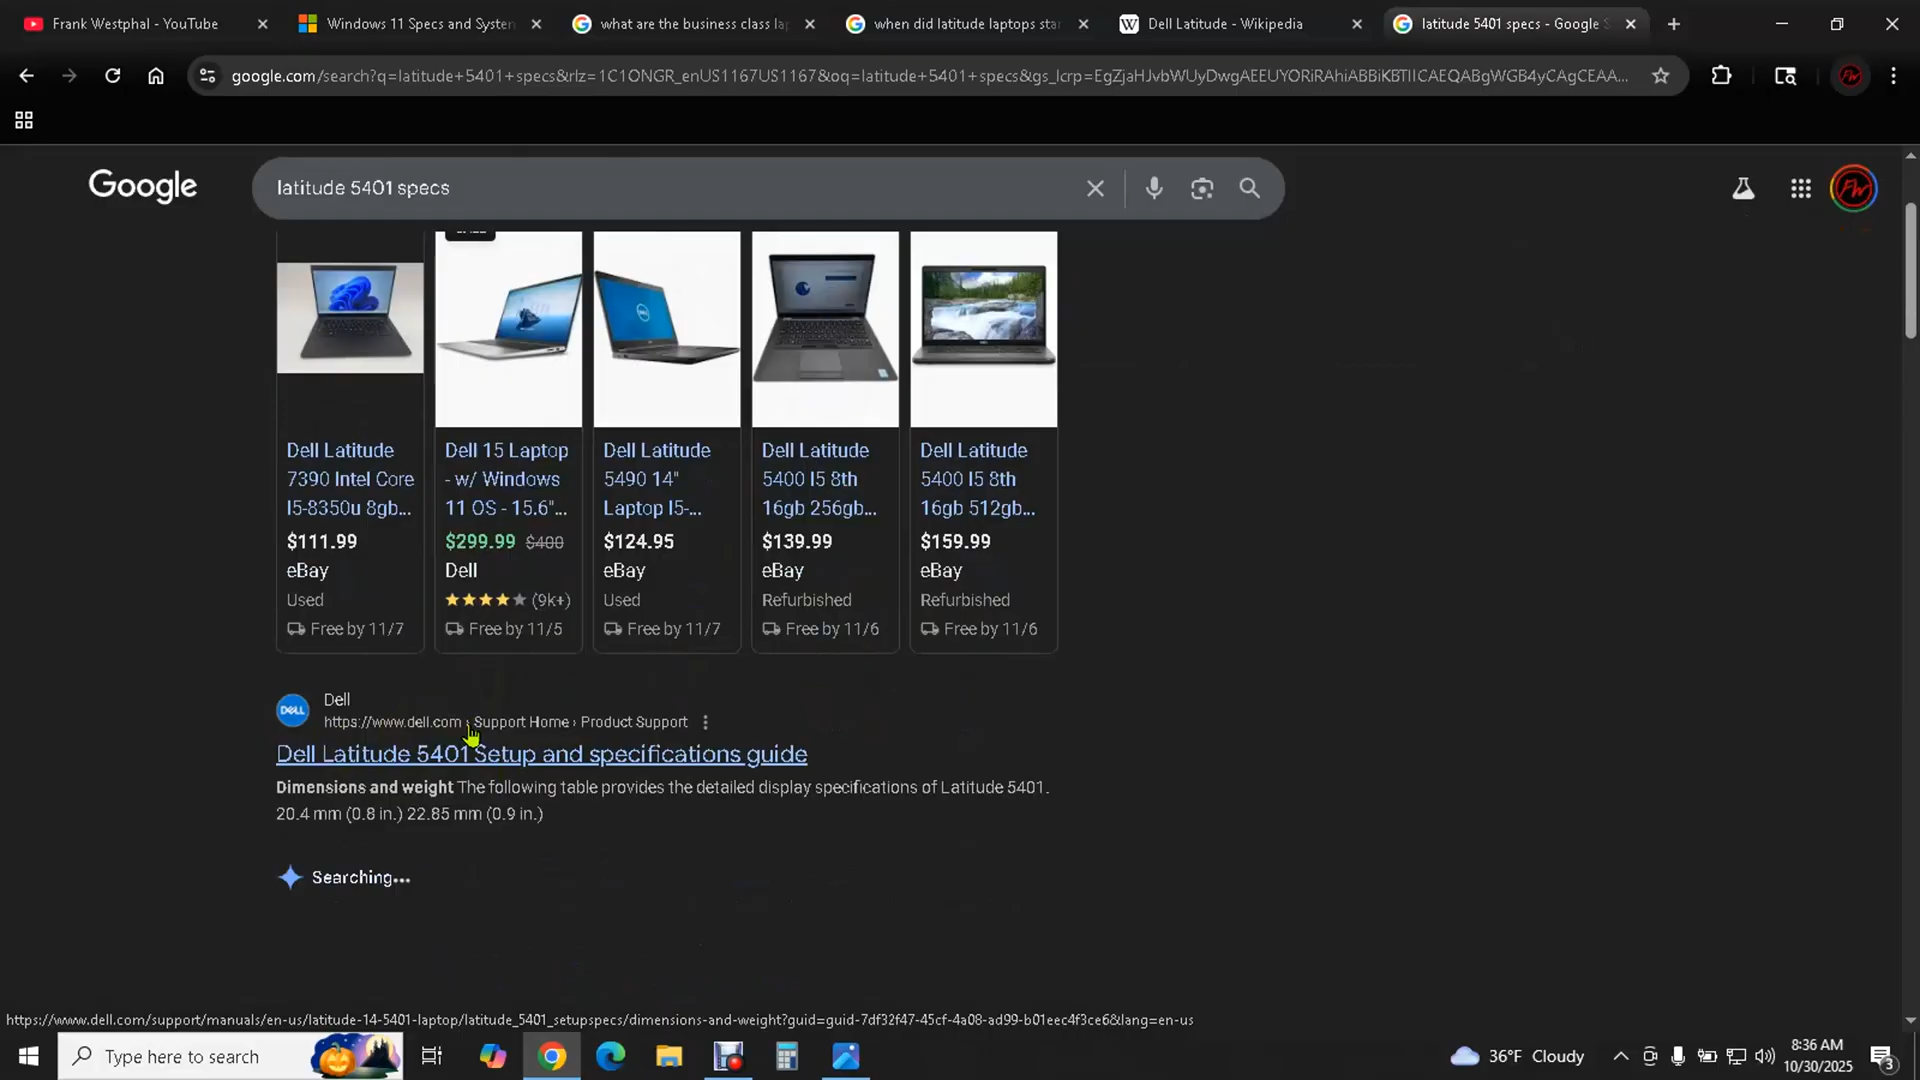 Frank Westphal - YouTube
Windows 11 Specs and System
what are the business class la
when did latitude laptops sta
Dell Latitude - Wikipedia
latitude 5401 specs - Google S
google.com/search?q=latitude+5401+specs&rlz=1C1ONGR_enUS1167US1167&oq=latitude+5401+specs&gs_lcrp=EgZjaHJvbWUyDwgAEEUYORiRAhiABBiKBTIICAEQABgWGB4yCAgCEAA...
Google
latitude 5401 specs
Dell Latitude
7390 Intel Core
I5-8350u 8gb...
$111.99
eBay
Used
Free by 11/7
Dell 15 Laptop
- w/ Windows
11 OS - 15.6"...
$299.99 $400
Dell
(9k+)
Free by 11/5
Dell Latitude
5490 14"
Laptop I5-...
$124.95
eBay
Used
Free by 11/7
Dell Latitude
5400 I5 8th
16gb 256gb...
$139.99
eBay
Refurbished
Free by 11/6
Dell Latitude
5400 I5 8th
16gb 512gb...
$159.99
eBay
Refurbished
Free by 11/6
DELL
Dell
https://www.dell.com › Support Home › Product Support
Dell Latitude 5401 Setup and specifications guide
Dimensions and weight The following table provides the detailed display specifications of Latitude 5401.
20.4 mm (0.8 in.) 22.85 mm (0.9 in.)
Searching...
https://www.dell.com/support/manuals/en-us/latitude-14-5401-laptop/latitude_5401_setupspecs/dimensions-and-weight?guid=guid-7df32f47-45cf-4a08-ad99-b01eec4f3ce6&lang=en-us
Type here to search
36°F Cloudy
8:36 AM
10/30/2025
3